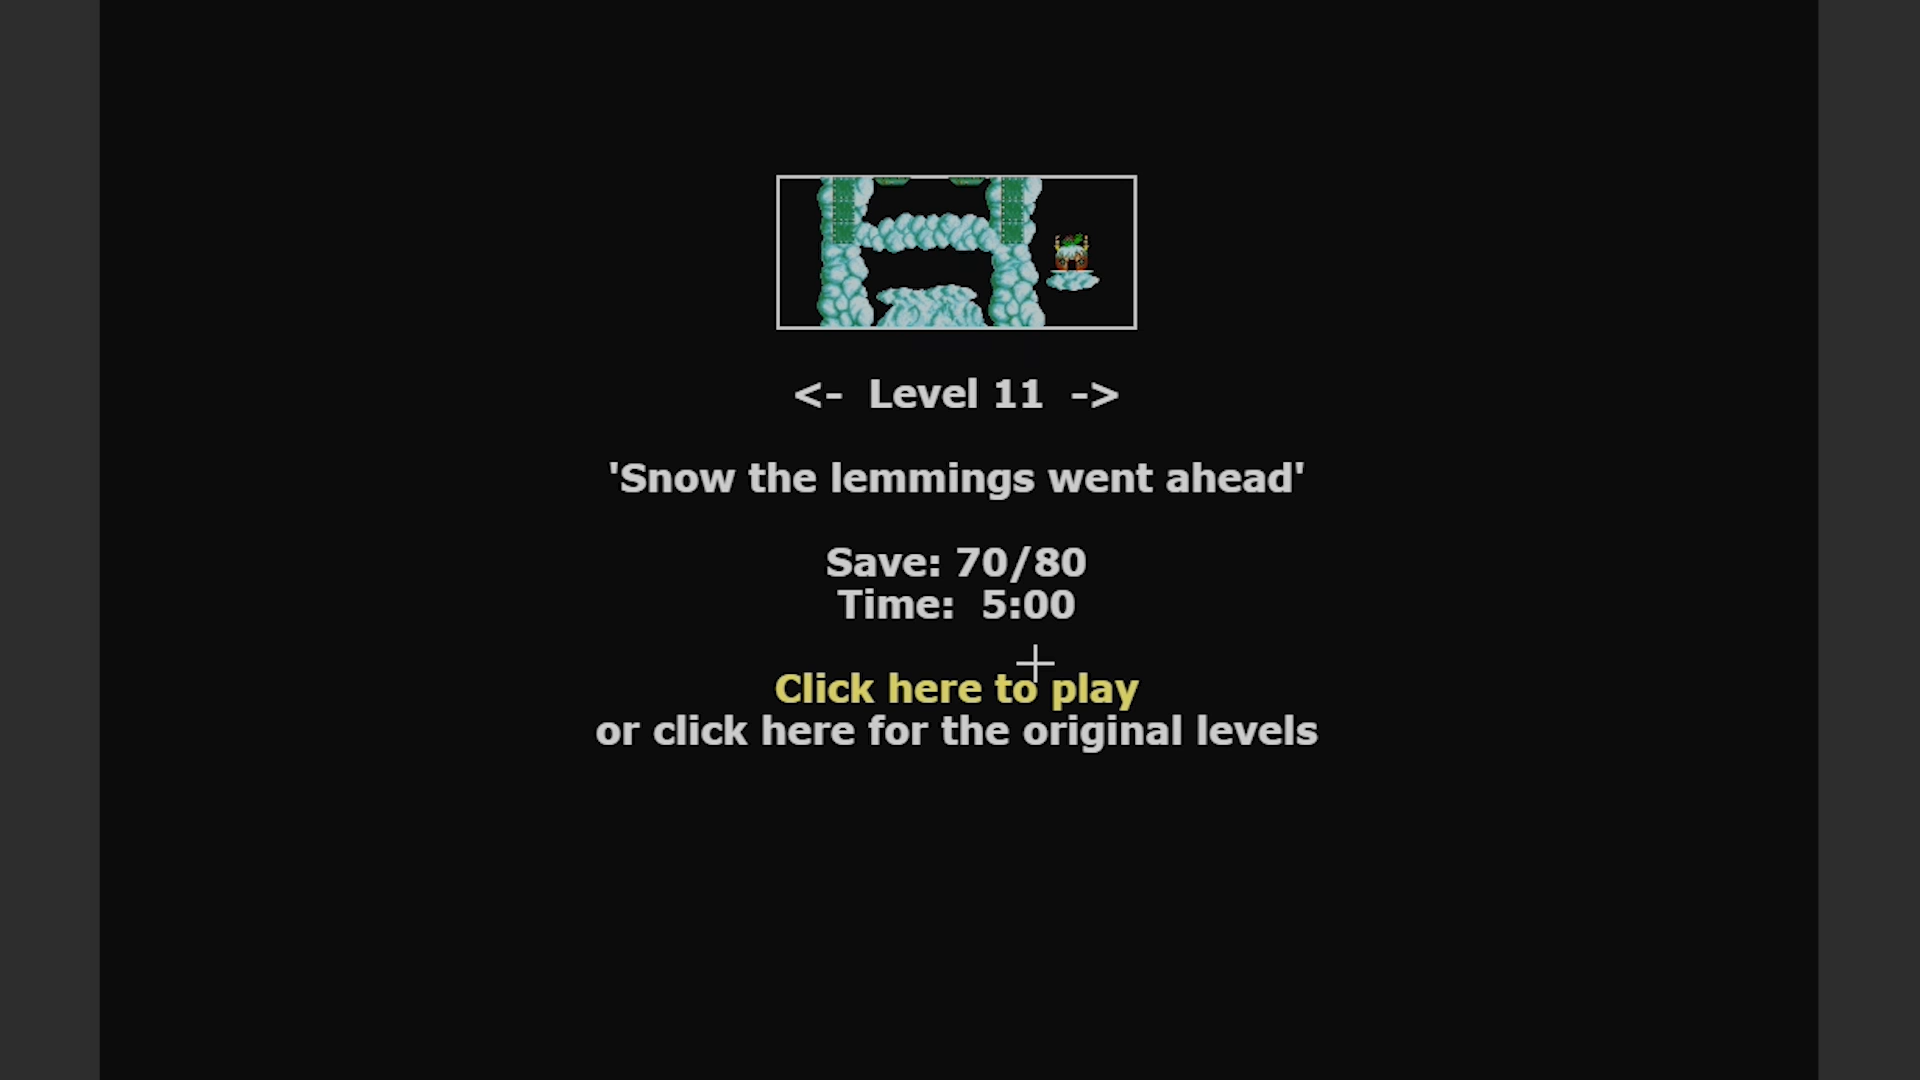 <- Level 11 ->
'Snow the lemmings went ahead'
Save: 70/80
Time: 5:00
Click here to play
or click here for the original levels